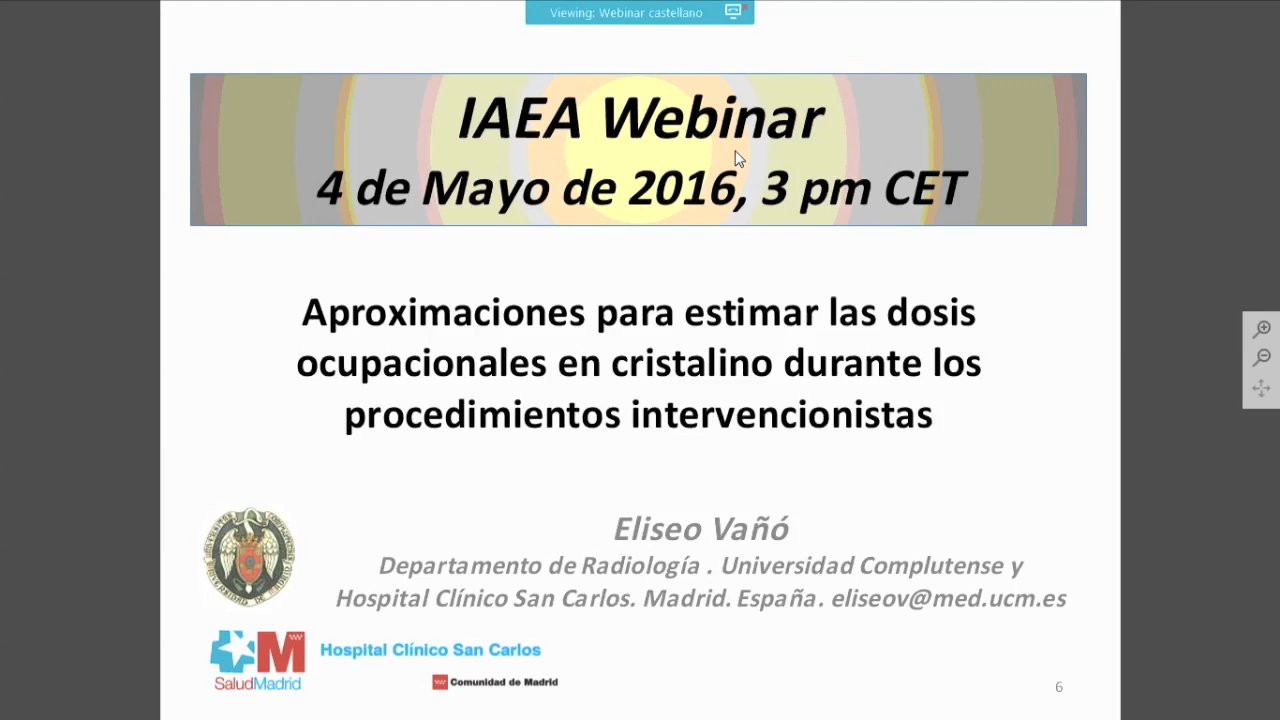 Viewing: Webinar castellano
IAEA Webinar
4 de Mayo de 2016, 3 pm CET
Aproximaciones para estimar las dosis
ocupacionales en cristalino durante los
procedimientos intervencionistas
Eliseo Vañó
Departamento de Radiología . Universidad Complutense y
Hospital Clínico San Carlos. Madrid. España. eliseov@med.ucm.es
Hospital Clínico San Carlos
SaludMadrid
Comunidad de Madrid
6